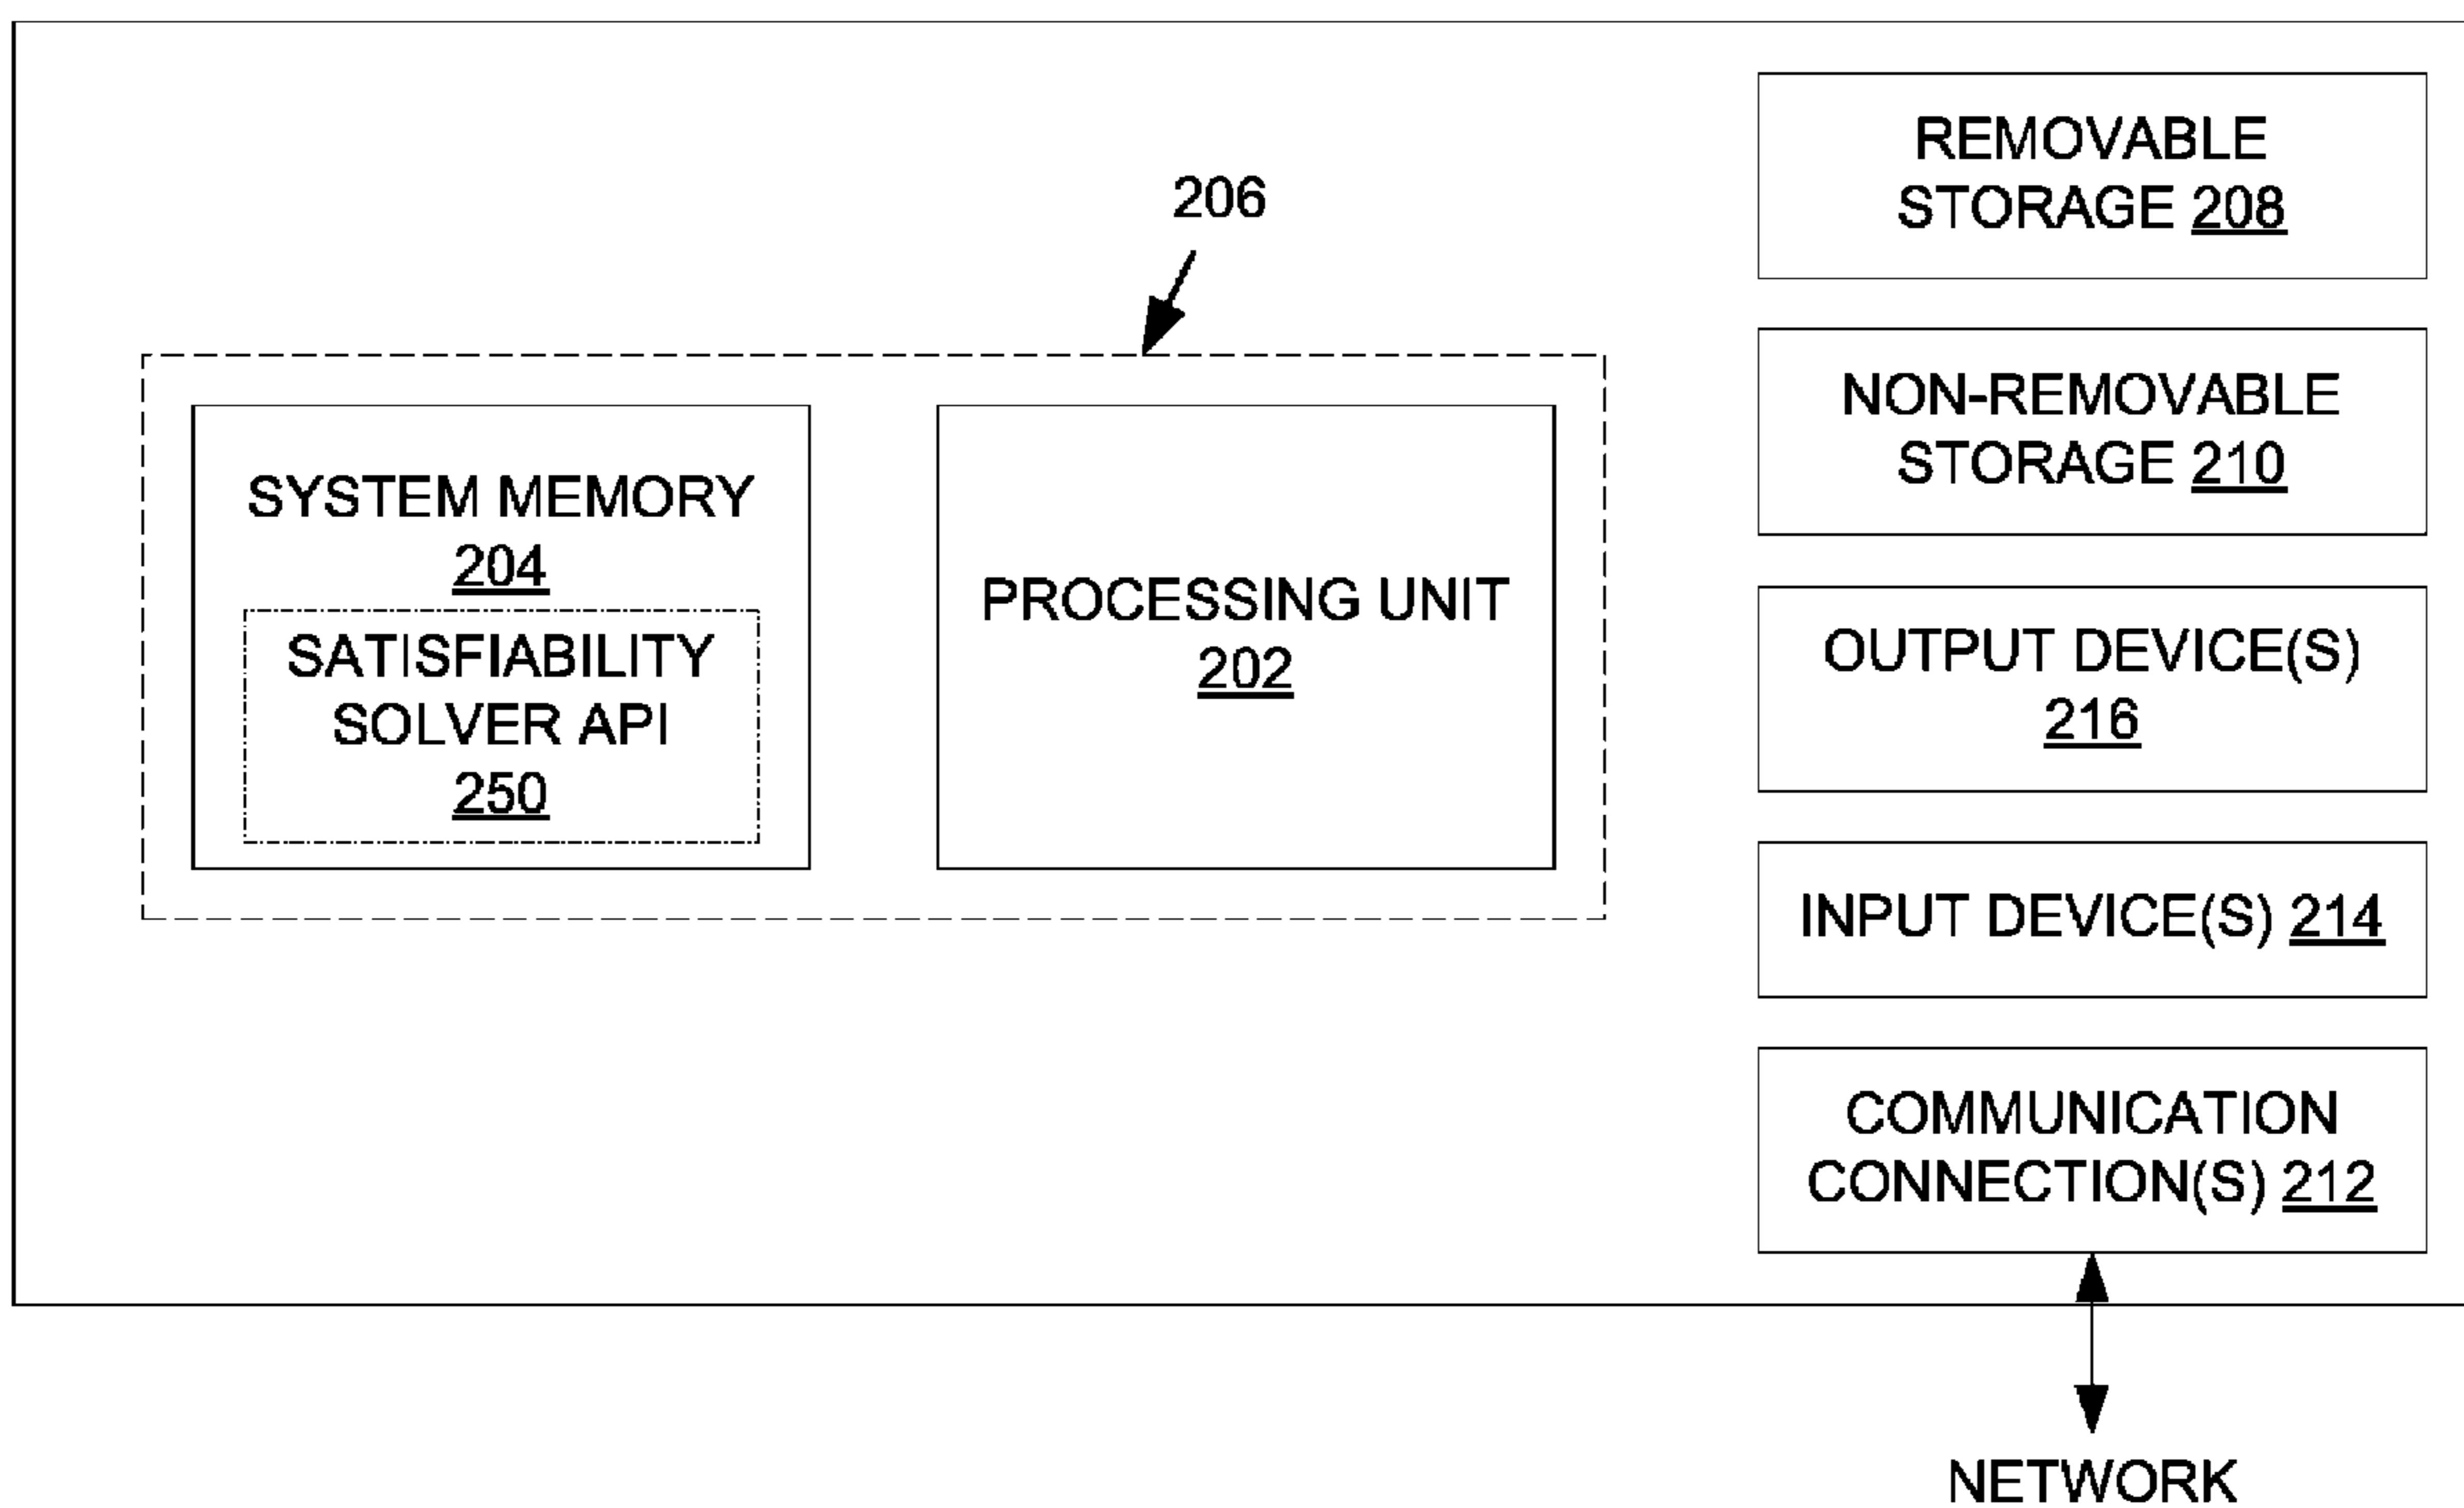 206
SYSTEM MEMORY
204
SATISFIABILITY
SOLVER API
250
PROCESSING UNIT
202
REMOVABLE
STORAGE 208
NON-REMOVABLE
STORAGE 210
OUTPUT DEVICE(S)
216
INPUT DEVICE(S) 214
COMMUNICATION
CONNECTION(S) 212
NETWORK